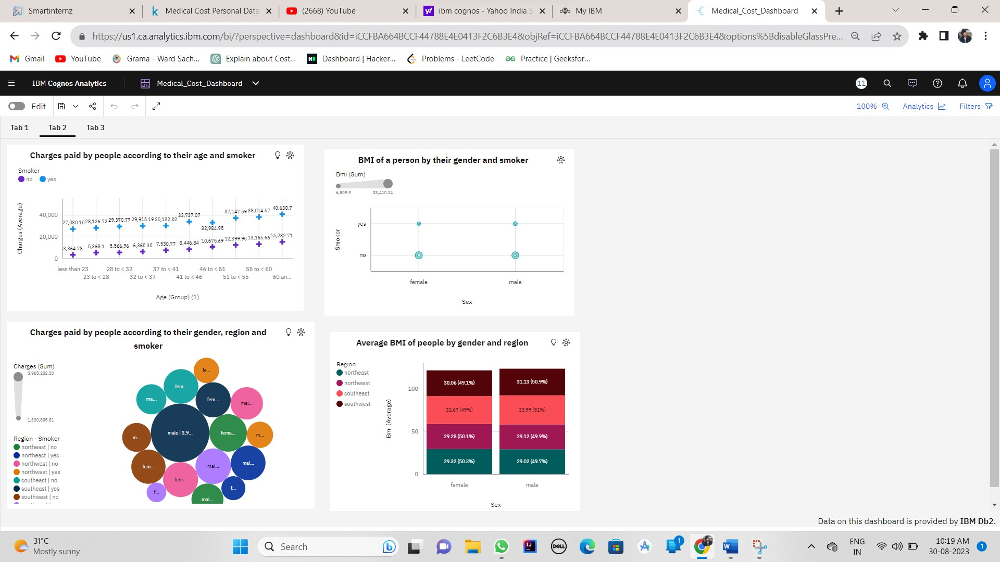 Smartinternz
Medical Cost Personal Data
(2668) YouTube
ibm cognos - Yahoo India S
My IBM
Medical_Cost_Dashboard
https://us1.ca.analytics.ibm.com/bi/?perspective=dashboard&id=iCCFBA664BCCF44788E4E0413F2C6B3E4&objRef=iCCFBA664BCCF44788E4E0413F2C6B3E4&options%5BdisableGlassPre...
Gmail
YouTube
Grama - Ward Sach...
Explain about Cost...
Dashboard | Hacker...
Problems - LeetCode
Practice | Geeksfor...
IBM Cognos Analytics
Medical_Cost_Dashboard
11
Edit
100%
Analytics
Filters
Tab 1
Tab 2
Tab 3
Charges paid by people according to their age and smoker
Smoker
no
yes
Charges (Average)
40,000
20,000
0
27,030.15 28,126.72 29,370.77 29,915.19 30,132.32 33,737.07 32,984.95 37,147.59 38,014.57 40,630.7
3,364.78 5,368.1 5,566.96 6,365.35 7,530.77 8,446.84 10,675.69 12,399.95 13,165.66 15,232.71
less than 23
28 to < 32
37 to < 41
46 to < 51
55 to < 60
23 to < 28
32 to < 37
41 to < 46
51 to < 55
60 an...
Age (Group) (1)
BMI of a person by their gender and smoker
Bmi (Sum)
6,809.9
33,410.24
Smoker
yes
no
female
male
Sex
Charges paid by people according to their gender, region and
smoker
Charges (Sum)
3,963,282.33
1,330,895.51
Region - Smoker
northeast | no
northeast | yes
northwest | no
northwest | yes
southeast | no
southeast | yes
southwest | no
fe...
fem...
ma...
fem...
mal...
male | 3,9...
fema...
m...
m...
fem...
mal...
mal...
fem...
f...
f...
mal...
Average BMI of people by gender and region
Region
northeast
northwest
southeast
southwest
Bmi (Average)
100
50
0
30.06 (49.1%)
31.13 (50.9%)
32.67 (49%)
33.99 (51%)
29.28 (50.1%)
29.12 (49.9%)
29.32 (50.3%)
29.02 (49.7%)
female
male
Sex
Data on this dashboard is provided by IBM Db2.
31°C
Mostly sunny
Search
DELL
1
ENG
IN
10:19 AM
30-08-2023
1